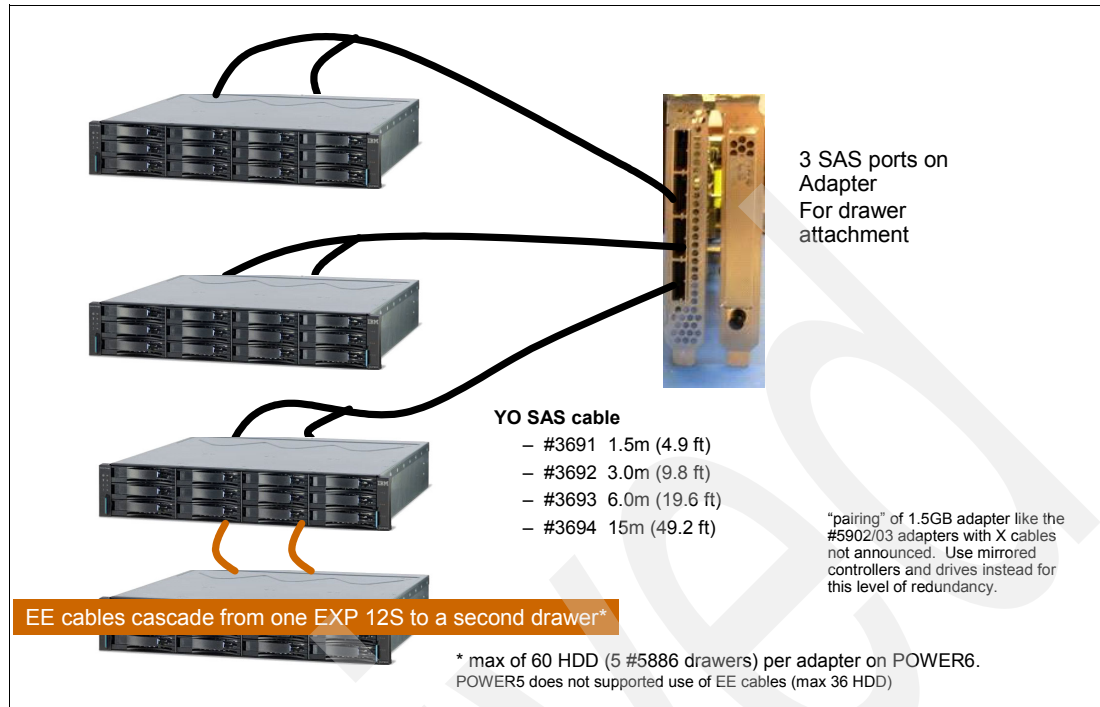 3 SAS ports on
Adapter
For drawer
attachment
YO SAS cable
– #3691 1.5m (4.9 ft)
– #3692 3.0m (9.8 ft)
– #3693 6.0m (19.6 ft)
– #3694 15m (49.2 ft)
“pairing” of 1.5GB adapter like the
#5902/03 adapters with X cables
not announced. Use mirrored
controllers and drives instead for
this level of redundancy.
EE cables cascade from one EXP 12S to a second drawer*
* max of 60 HDD (5 #5886 drawers) per adapter on POWER6.
POWER5 does not supported use of EE cables (max 36 HDD)